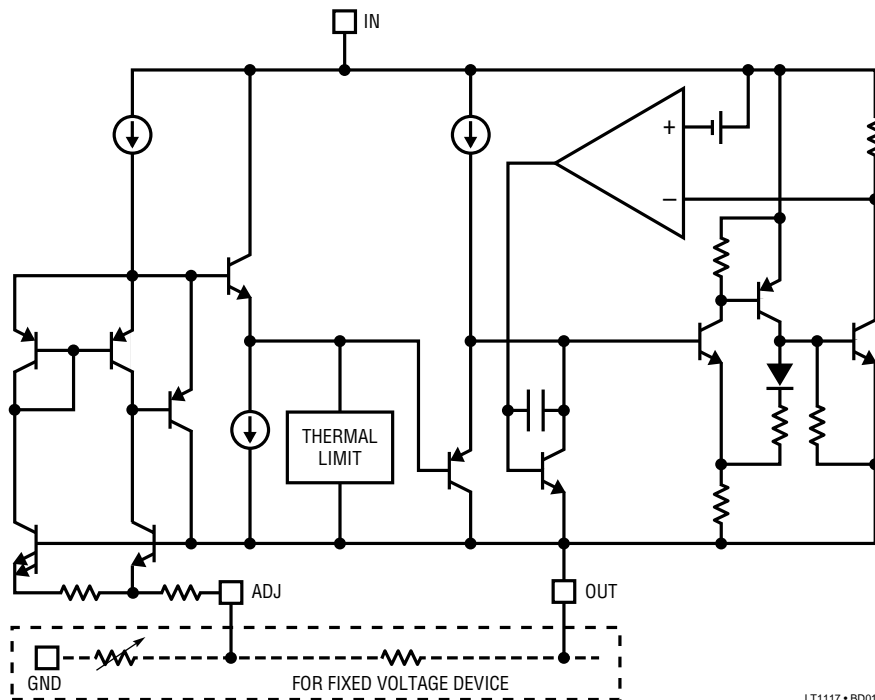 IN
+
−
THERMAL
LIMIT
ADJ
OUT
GND
FOR FIXED VOLTAGE DEVICE
LT1117 • BD01